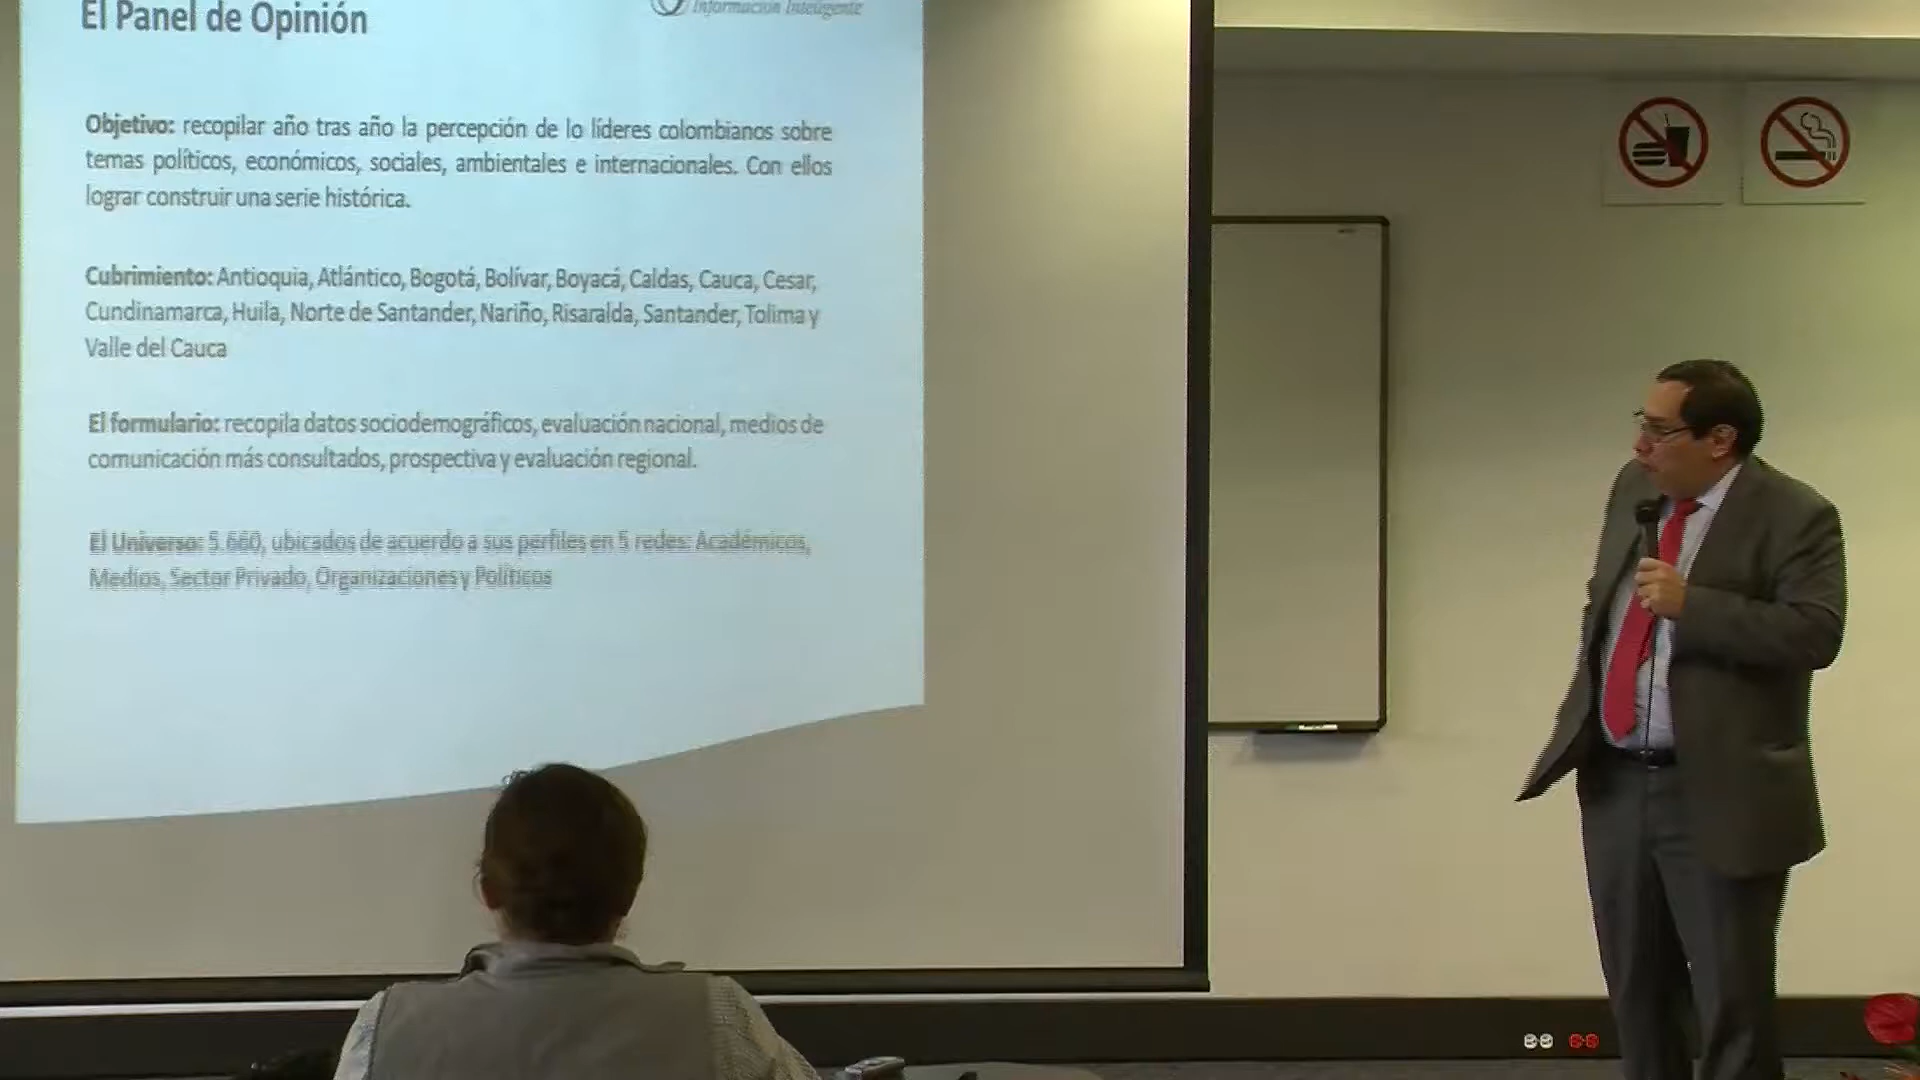 El Panel de Opinión
Información Inteligente
Objetivo: recopilar año tras año la percepción de lo líderes colombianos sobre
temas políticos, económicos, sociales, ambientales e internacionales. Con ellos
lograr construir una serie histórica.
Cubrimiento: Antioquia, Atlántico, Bogotá, Bolívar, Boyacá, Caldas, Cauca, Cesar,
Cundinamarca, Huila, Norte de Santander, Nariño, Risaralda, Santander, Tolima y
Valle del Cauca
El formulario: recopila datos sociodemográficos, evaluación nacional, medios de
comunicación más consultados, prospectiva y evaluación regional.
El Universo: 5.660, ubicados de acuerdo a sus perfiles en 5 redes: Académicos,
Medios, Sector Privado, Organizaciones y Políticos